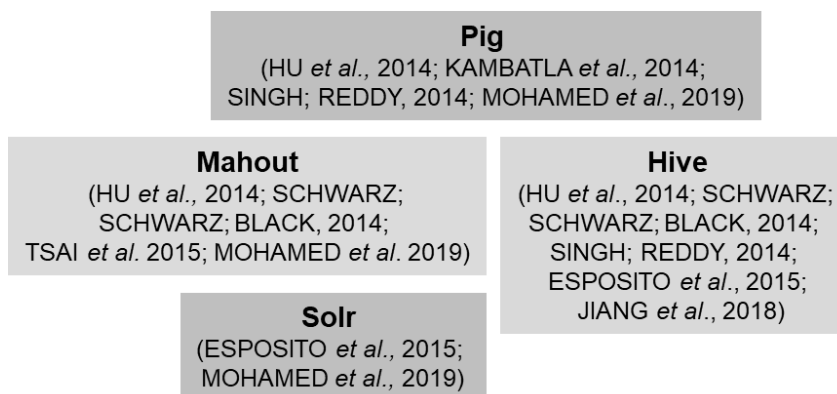 Pig
(HU et al., 2014; KAMBATLA et al., 2014;
SINGH; REDDY, 2014; MOHAMED et al., 2019)
Mahout
(HU et al., 2014; SCHWARZ;
SCHWARZ; BLACK, 2014;
TSAI et al. 2015; MOHAMED et al. 2019)
Hive
(HU et al., 2014; SCHWARZ;
SCHWARZ; BLACK, 2014;
SINGH; REDDY, 2014;
ESPOSITO et al., 2015;
JIANG et al., 2018)
Solr
(ESPOSITO et al., 2015;
MOHAMED et al., 2019)